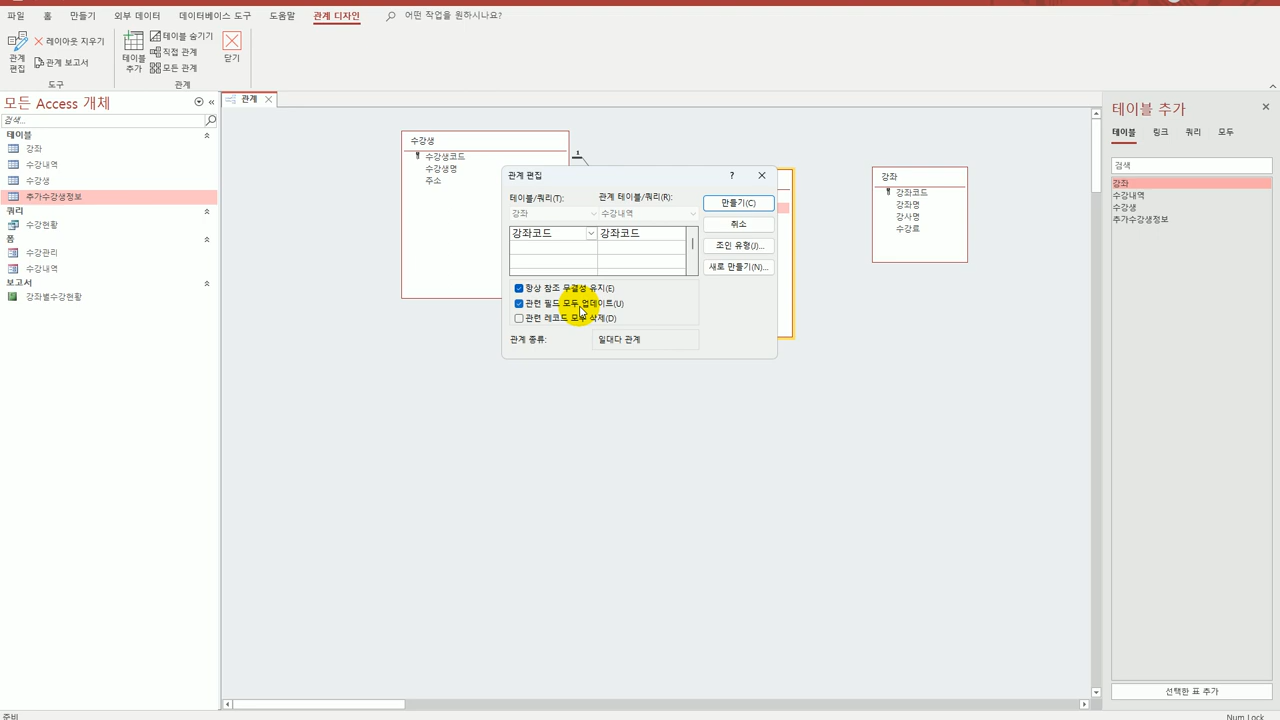 파일 홈 만들기 외부 데이터 데이터베이스 도구 도움말 관계 디자인 어떤 작업을 원하시나요?
관계 편집
레이아웃 지우기
관계 보고서
도구
테이블 추가
테이블 숨기기
직접 관계
모든 관계
닫기
관계
모든 Access 개체
검색...
테이블
강좌
수강내역
수강생
추가수강생정보
쿼리
수강현황
폼
수강관리
수강내역
보고서
강좌별수강현황
관계
수강생
수강생코드
수강생명
주소
1
관계 편집 ?
테이블/쿼리(T): 관계 테이블/쿼리(R):
강좌 수강내역
강좌코드 강좌코드
항상 참조 무결성 유지(E)
관련 필드 모두 업데이트(U)
관련 레코드 모두 삭제(D)
관계 종류: 일대다 관계
만들기(C)
취소
조인 유형(J)...
새로 만들기(N)...
강좌
강좌코드
강좌명
강사명
수강료
테이블 추가
테이블 링크 쿼리 모두
검색
강좌
수강내역
수강생
추가수강생정보
선택한 표 추가
준비 Num Lock